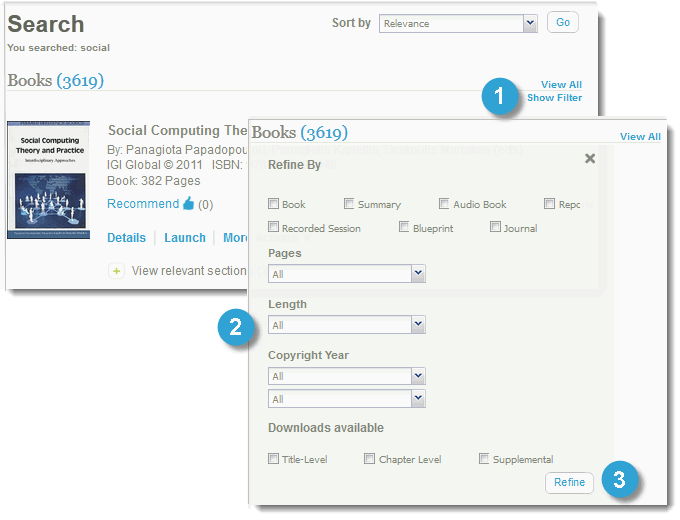 Search
Sort by Relevance Go
You searched: social
Books (3619)
1
View All
Show Filter
Social Computing
Theory and Practice
Interdisciplinary Approaches
Social Computing The
By: Panagiota Papadopou
IGI Global © 2011 ISBN:
Book: 382 Pages
Recommend (0)
Details Launch More
View relevant section
Books (3619)
View All
Refine By
Book Summary Audio Book Repo
Recorded Session Blueprint Journal
Pages
All
2
Length
All
Copyright Year
All
All
Downloads available
Title-Level Chapter Level Supplemental
Refine 3